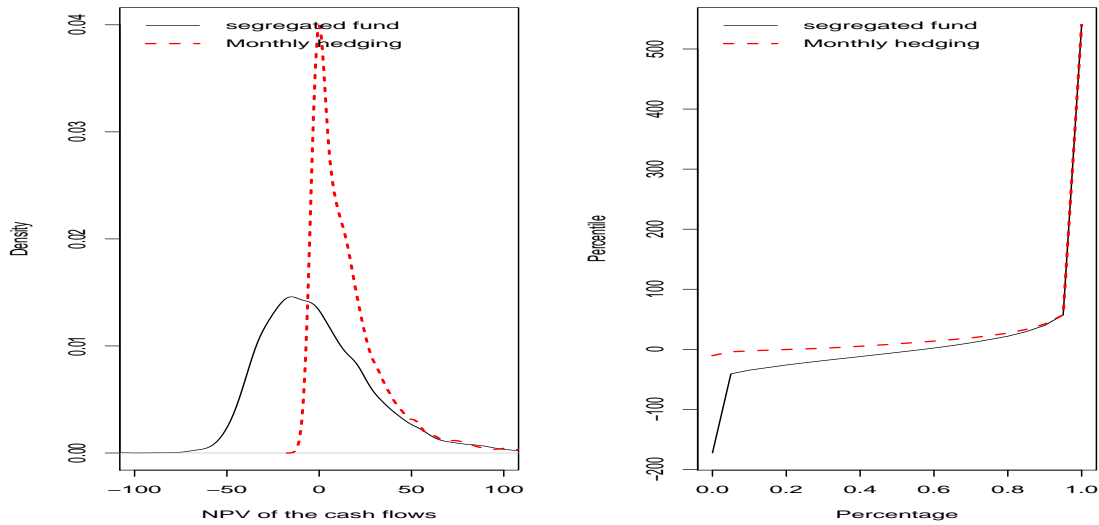 segregated fund
Monthly hedging
Density
0.00 0.01 0.02 0.03 0.04
−100 −50 0 50 100
NPV of the cash flows
segregated fund
Monthly hedging
Percentile
−200 −100 0 100 200 300 400 500
0.0 0.2 0.4 0.6 0.8 1.0
Percentage